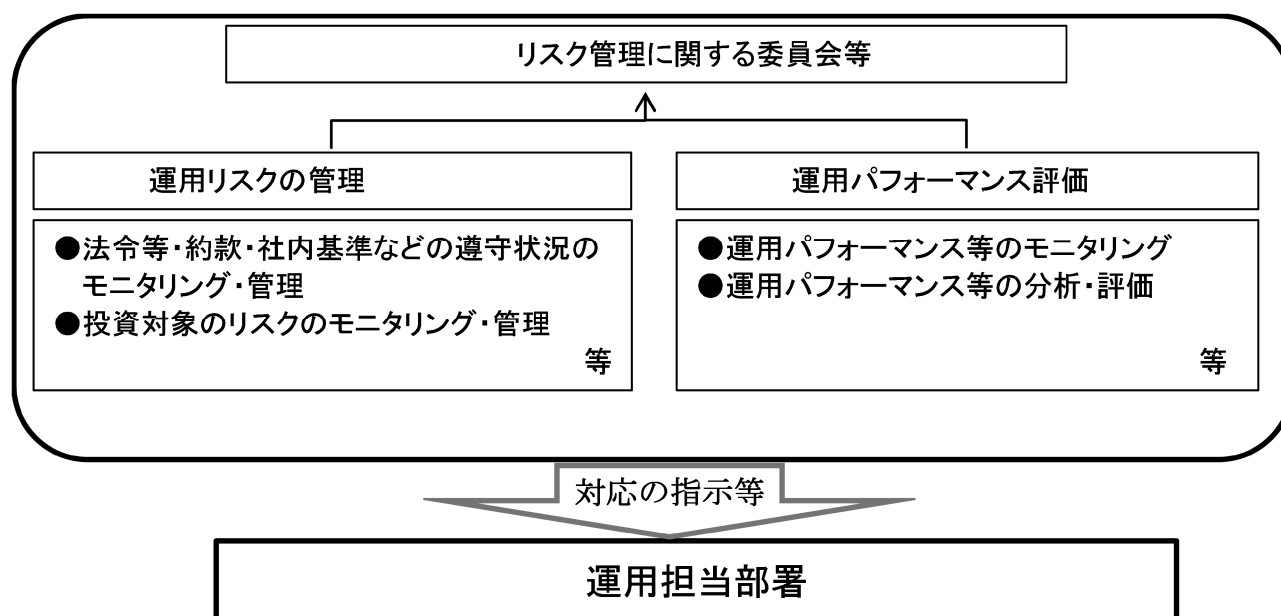 リスク管理に関する委員会等
運用リスクの管理
●法令等・約款・社内基準などの遵守状況の
モニタリング・管理
●投資対象のリスクのモニタリング・管理
等
運用パフォーマンス評価
●運用パフォーマンス等のモニタリング
●運用パフォーマンス等の分析・評価
等
対応の指示等
運用担当部署